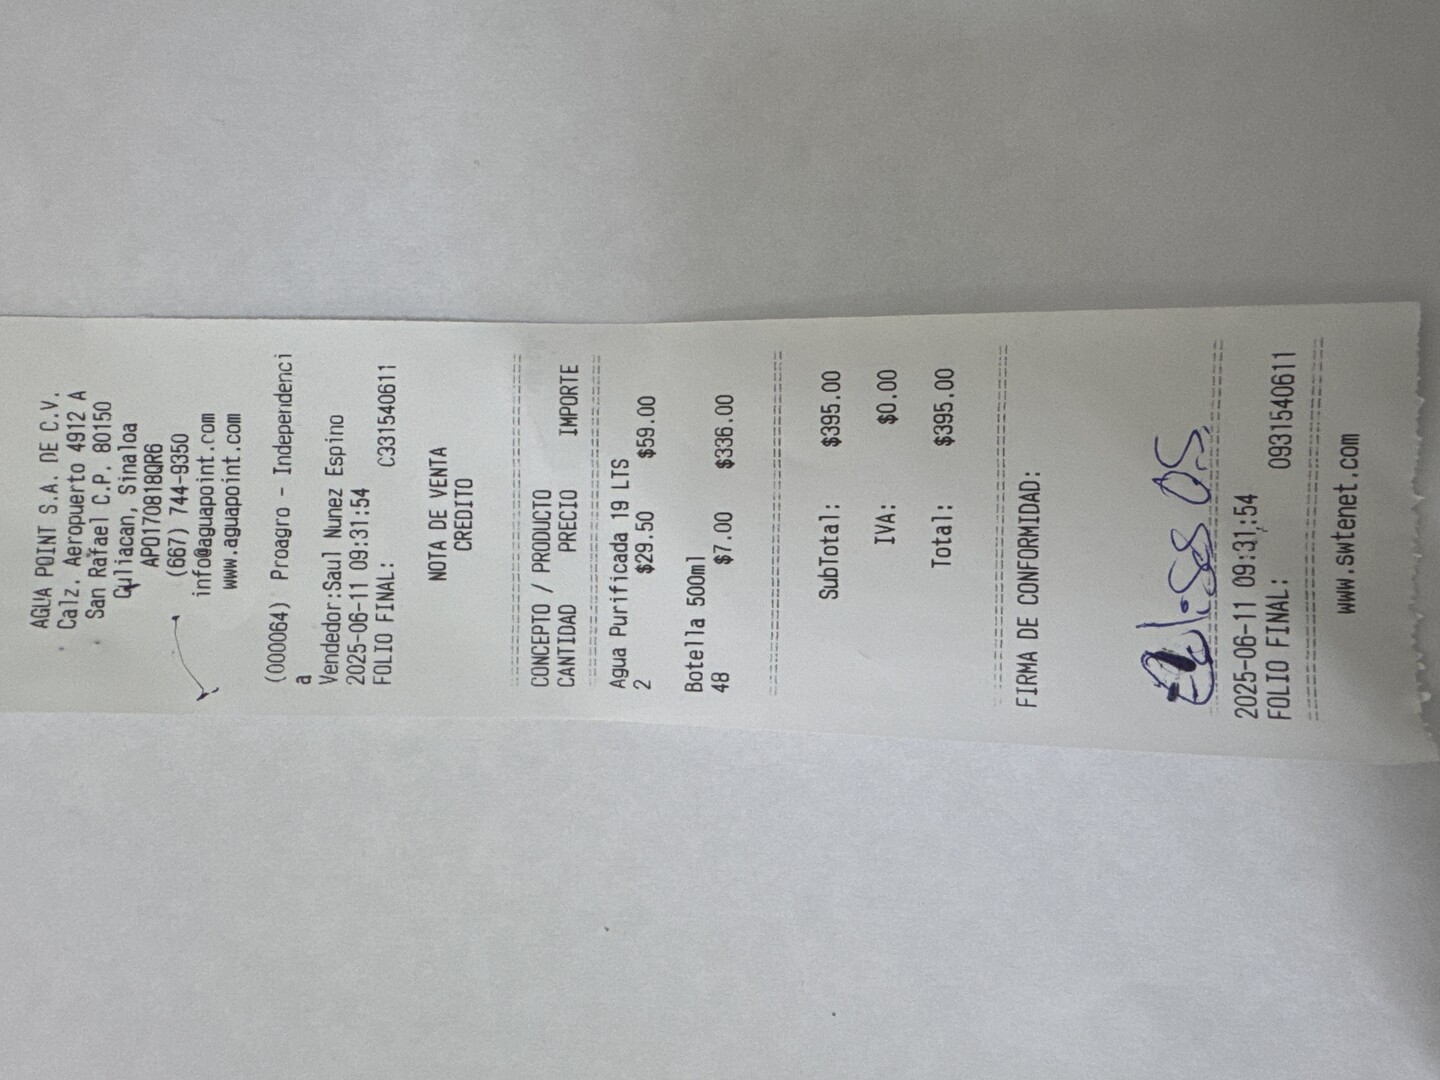 AGUA POINT S.A. DE C.V.
Calz. Aeropuerto 4912 A
San Rafael C.P. 80150
Culiacan, Sinaloa
APO170818QR6
(667) 744-9350
info@aguapoint.com
www.aguapoint.com
(000064) Proagro - Independenci
a
Vendedor:Saul Nunez Espino
2025-06-11 09:31:54
FOLIO FINAL: C331540611
NOTA DE VENTA
CREDITO
CONCEPTO / PRODUCTO
CANTIDAD PRECIO IMPORTE
Agua Purificada 19 LTS
2 $29.50 $59.00
Botella 500ml
48 $7.00 $336.00
SubTotal: $395.00
IVA: $0.00
Total: $395.00
FIRMA DE CONFORMIDAD:
2025-06-11 09:31:54
FOLIO FINAL: 0931540611
www.swtenet.com